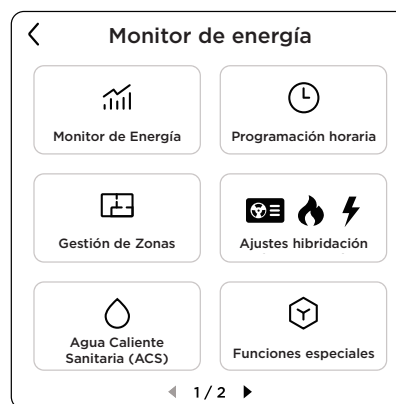 Monitor de energía
Monitor de Energía
Programación horaria
Gestión de Zonas
Ajustes hibridación
Agua Caliente
Sanitaria (ACS)
Funciones especiales
1 / 2